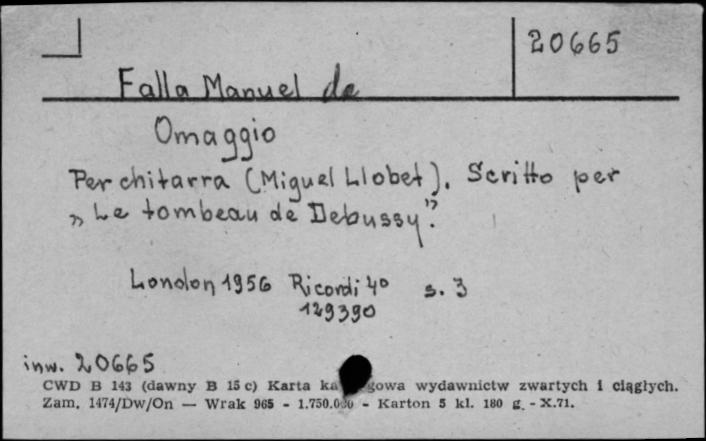 20665
Falla Manuel de
Omaggio
Per chitarra (Miguel Llobet). Scritto per
„Le tombeau de Debussy".
London 1956 Ricordi 4° s. 3
129390
inw. 20665
CWD B 143 (dawny B 15 c) Karta ka gowa wydawnictw zwartych i ciągłych.
Zam. 1474/Dw/On — Wrak 965 - 1.750.000 - Karton 5 kl. 180 g. - X.71.